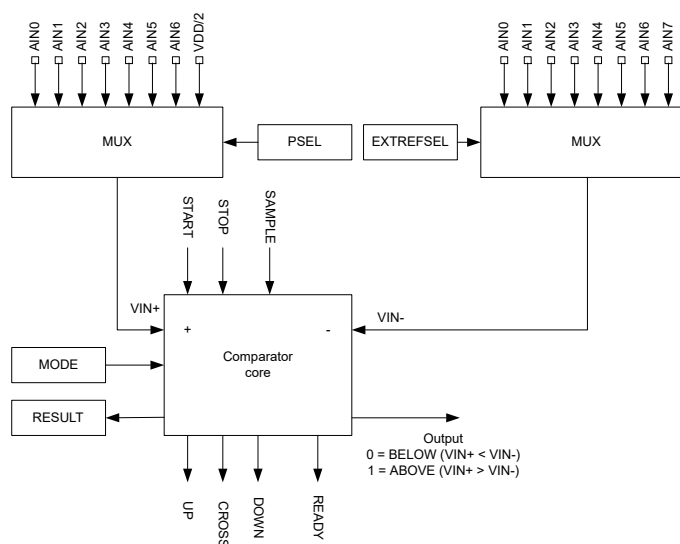 AIN0
AIN1
AIN2
AIN3
AIN4
AIN5
AIN6
VDD/2
AIN0
AIN1
AIN2
AIN3
AIN4
AIN5
AIN6
AIN7
MUX
PSEL
EXTREFSEL
MUX
START
STOP
SAMPLE
VIN+
VIN-
+
-
Comparator
core
MODE
RESULT
Output
0 = BELOW (VIN+ < VIN-)
1 = ABOVE (VIN+ > VIN-)
UP
CROSS
DOWN
READY